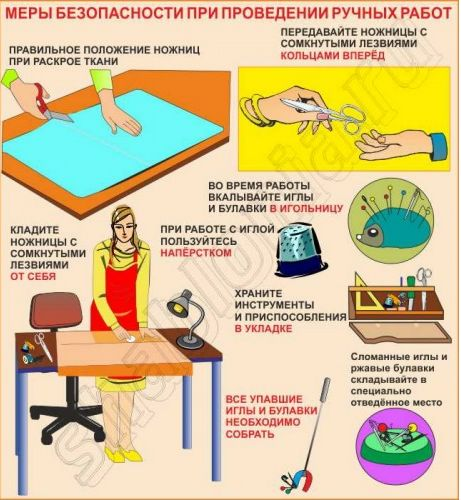 МЕРЫ БЕЗОПАСНОСТИ ПРИ ПРОВЕДЕНИИ РУЧНЫХ РАБОТ
ПРАВИЛЬНОЕ ПОЛОЖЕНИЕ НОЖНИЦ
ПРИ РАСКРОЕ ТКАНИ
ПЕРЕДАВАЙТЕ НОЖНИЦЫ С
СОМКНУТЫМИ ЛЕЗВИЯМИ
КОЛЬЦАМИ ВПЕРЁД
ВО ВРЕМЯ РАБОТЫ
ВКАЛЫВАЙТЕ ИГЛЫ
И БУЛАВКИ В ИГОЛЬНИЦУ
КЛАДИТЕ
НОЖНИЦЫ С
СОМКНУТЫМИ
ЛЕЗВИЯМИ
ОТ СЕБЯ
ПРИ РАБОТЕ С ИГЛОЙ
ПОЛЬЗУЙТЕСЬ
НАПЁРСТКОМ
ХРАНИТЕ
ИНСТРУМЕНТЫ
И ПРИСПОСОБЛЕНИЯ
В УКЛАДКЕ
Сломанные иглы и
ржавые булавки
складывайте в
специально
отведённое место
ВСЕ УПАВШИЕ
ИГЛЫ И БУЛАВКИ
НЕОБХОДИМО
СОБРАТЬ